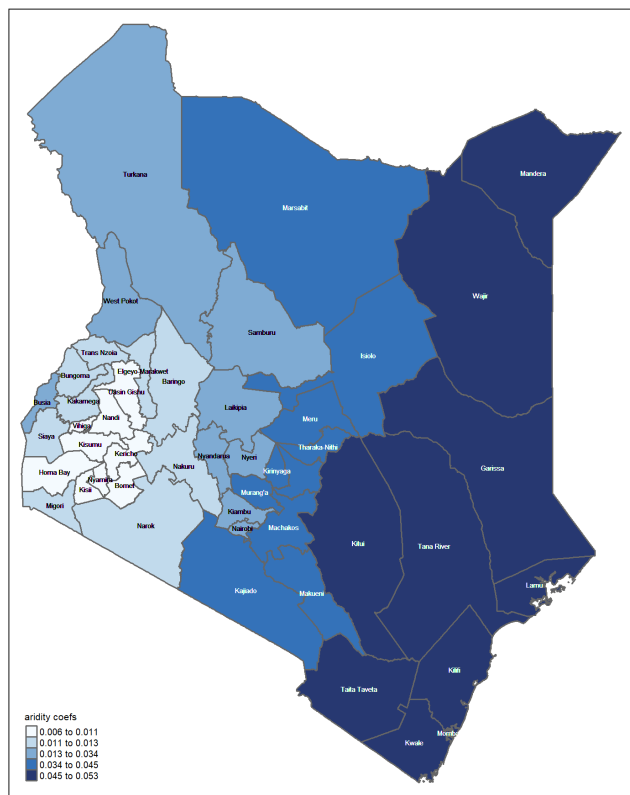 Mandera
Turkana
Marsabit
Wajir
West Pokot
Samburu
Isiolo
Trans Nzoia
Elgeyo-Marakwet
Bungoma
Baringo
Uasin Gishu
Busia
Kakamega
Laikipia
Nandi
Meru
Vihiga
Siaya
Kisumu
Tharaka-Nithi
Kericho
Nyandarua
Nyeri
Garissa
Homa Bay
Nakuru
Kirinyaga
Nyamira
Bomet
Kisii
Murang'a
Migori
Kiambu
Narok
Nairobi
Machakos
Kitui
Tana River
Lamu
Kajiado
Makueni
Kilifi
Taita Taveta
Kwale
aridity coefs
0.006 to 0.011
0.011 to 0.013
0.013 to 0.034
0.034 to 0.045
0.045 to 0.053